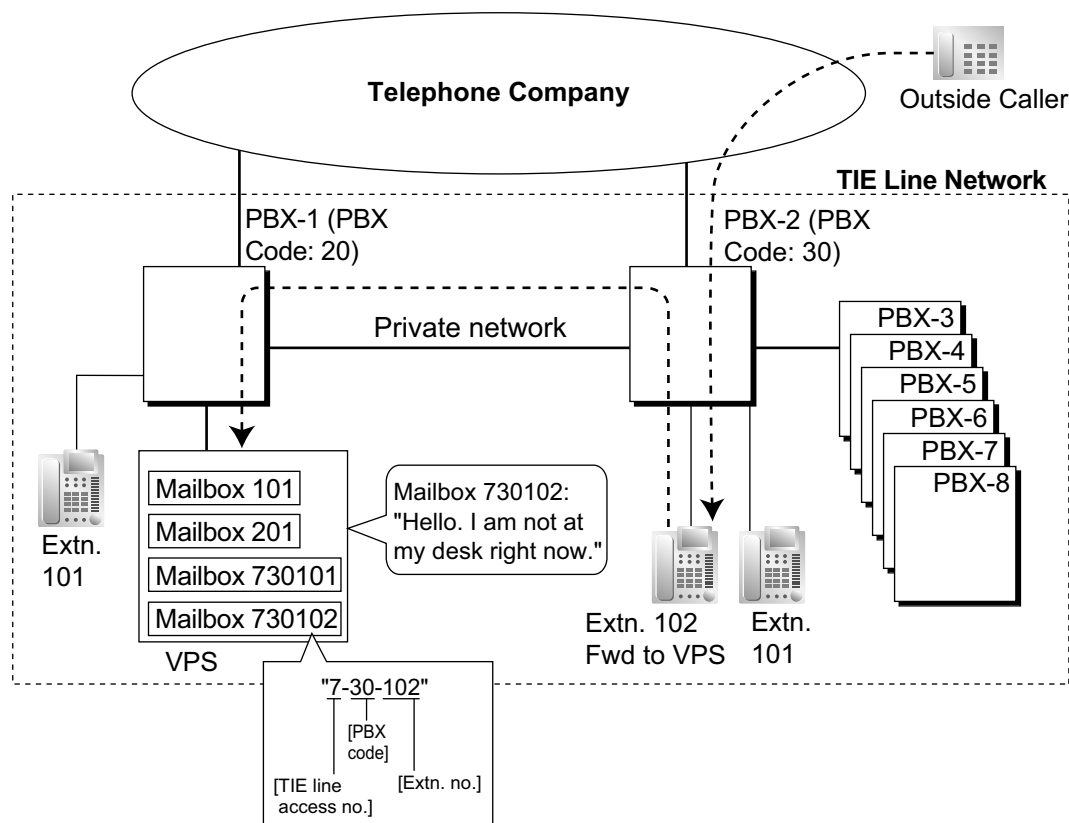 Telephone Company
Outside Caller
TIE Line Network
PBX-1 (PBX
Code: 20)
PBX-2 (PBX
Code: 30)
Private network
PBX-3
PBX-4
PBX-5
PBX-6
PBX-7
PBX-8
Extn.
101
Mailbox 101
Mailbox 201
Mailbox 730101
Mailbox 730102
VPS
Mailbox 730102:
"Hello. I am not at
my desk right now."
Extn. 102
Fwd to VPS
Extn.
101
"7-30-102"
[PBX
code]
[TIE line
access no.]
[Extn. no.]